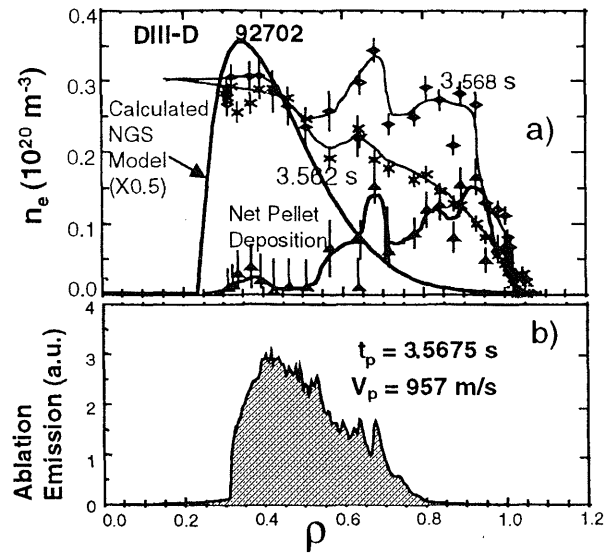 DIII-D 92702
0.4
0.3
0.2
0.1
0.0
n_e (10^20 m^-3)
Calculated
NGS
Model
(X0.5)
3.568 s
a)
3.562 s
Net Pellet
Deposition
b)
4
3
2
1
0
Ablation
Emission (a.u.)
t_p = 3.5675 s
V_p = 957 m/s
0.0 0.2 0.4 0.6 0.8 1.0 1.2
ρ